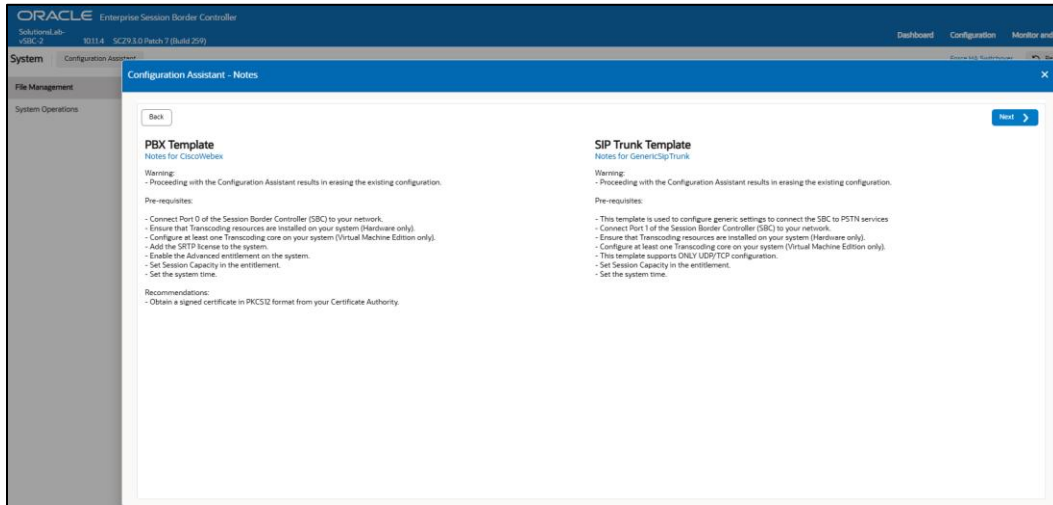 ORACLE Enterprise Session Border Controller
SolutionsLab-
vSBC-2 10.1.1.4 SCZ9.3.0 Patch 7 (Build 259)
Dashboard Configuration Monitor and
System Configuration Assistant
Force HA Switchover
File Management
System Operations
Configuration Assistant - Notes
Back
Next
PBX Template
Notes for CiscoWebex
Warning:
- Proceeding with the Configuration Assistant results in erasing the existing configuration.
Pre-requisites:
- Connect Port 0 of the Session Border Controller (SBC) to your network.
- Ensure that Transcoding resources are installed on your system (Hardware only).
- Configure at least one Transcoding core on your system (Virtual Machine Edition only).
- Add the SRTP license to the system.
- Enable the Advanced entitlement on the system.
- Set Session Capacity in the entitlement.
- Set the system time.
Recommendations:
- Obtain a signed certificate in PKCS12 format from your Certificate Authority.
SIP Trunk Template
Notes for GenericSipTrunk
Warning:
- Proceeding with the Configuration Assistant results in erasing the existing configuration.
Pre-requisites:
- This template is used to configure generic settings to connect the SBC to PSTN services
- Connect Port 1 of the Session Border Controller (SBC) to your network.
- Ensure that Transcoding resources are installed on your system (Hardware only).
- Configure at least one Transcoding core on your system (Virtual Machine Edition only).
- This template supports ONLY UDP/TCP configuration.
- Set Session Capacity in the entitlement.
- Set the system time.